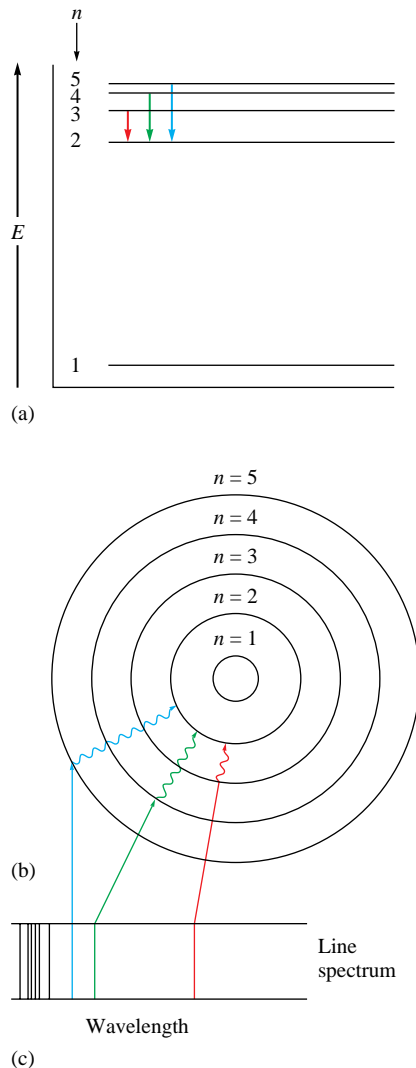 n
5
4
3
2
E
1
(a)
n = 5
n = 4
n = 3
n = 2
n = 1
(b)
Line
spectrum
Wavelength
(c)